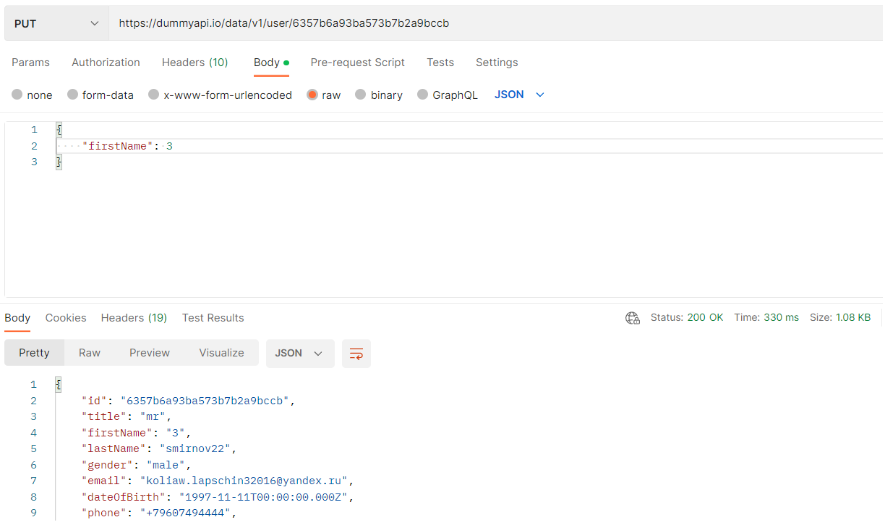 PUT https://dummyapi.io/data/v1/user/6357b6a93ba573b7b2a9bccb
Params Authorization Headers (10) Body Pre-request Script Tests Settings
none form-data x-www-form-urlencoded raw binary GraphQL JSON
1 {
2 "firstName": 3
3 }
Body Cookies Headers (19) Test Results Status: 200 OK Time: 330 ms Size: 1.08 KB
Pretty Raw Preview Visualize JSON
1 {
2 "id": "6357b6a93ba573b7b2a9bccb",
3 "title": "mr",
4 "firstName": "3",
5 "lastName": "smirnov22",
6 "gender": "male",
7 "email": "koliaw.lapschin32016@yandex.ru",
8 "dateOfBirth": "1997-11-11T00:00:00.000Z",
9 "phone": "+79607494444",